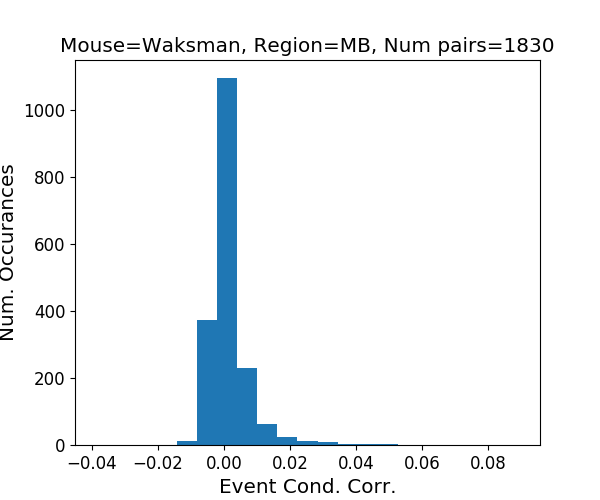 Mouse=Waksman, Region=MB, Num pairs=1830
Num. Occurances
1000
800
600
400
200
0
−0.04 −0.02 0.00 0.02 0.04 0.06 0.08
Event Cond. Corr.